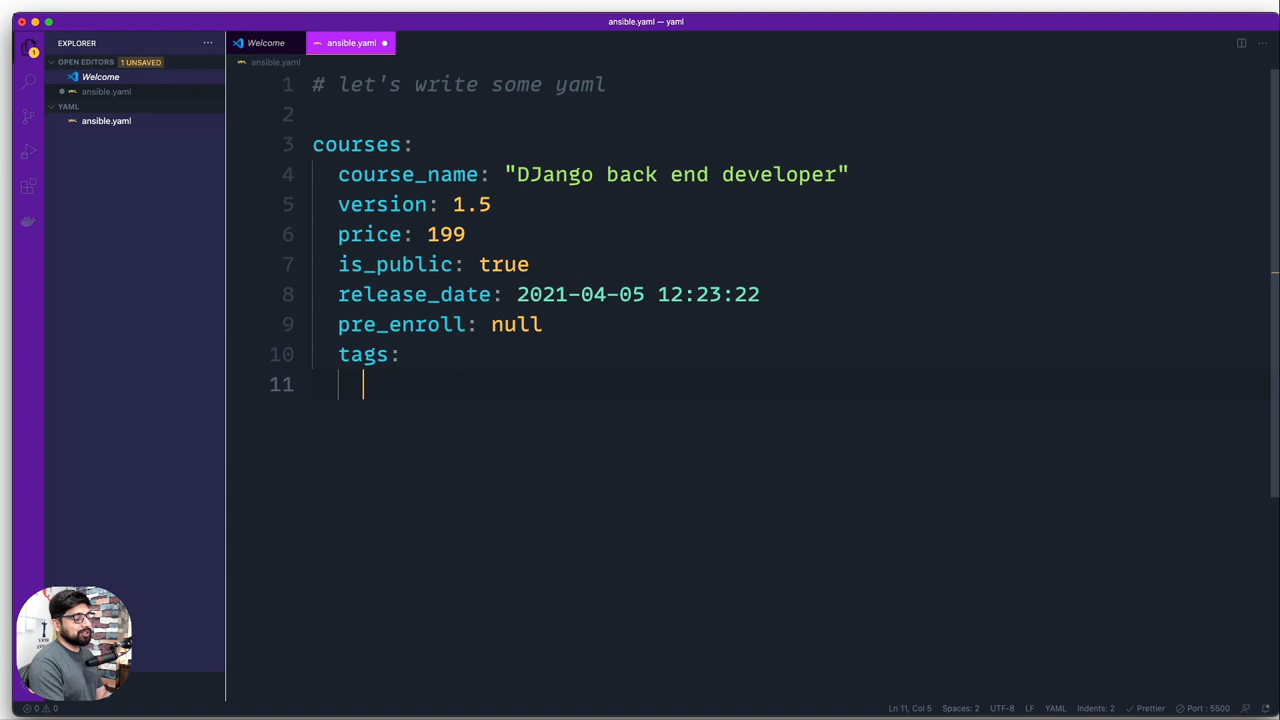 ansible.yaml — yaml
EXPLORER
Welcome
ansible.yaml
OPEN EDITORS 1 UNSAVED
Welcome
ansible.yaml
YAML
ansible.yaml
ansible.yaml
1 # let's write some yaml
2
3 courses:
4 course_name: "DJango back end developer"
5 version: 1.5
6 price: 199
7 is_public: true
8 release_date: 2021-04-05 12:23:22
9 pre_enroll: null
10 tags:
11
1
0 0
Ln 11, Col 5 Spaces: 2 UTF-8 LF YAML Indents: 2 Prettier Port : 5500